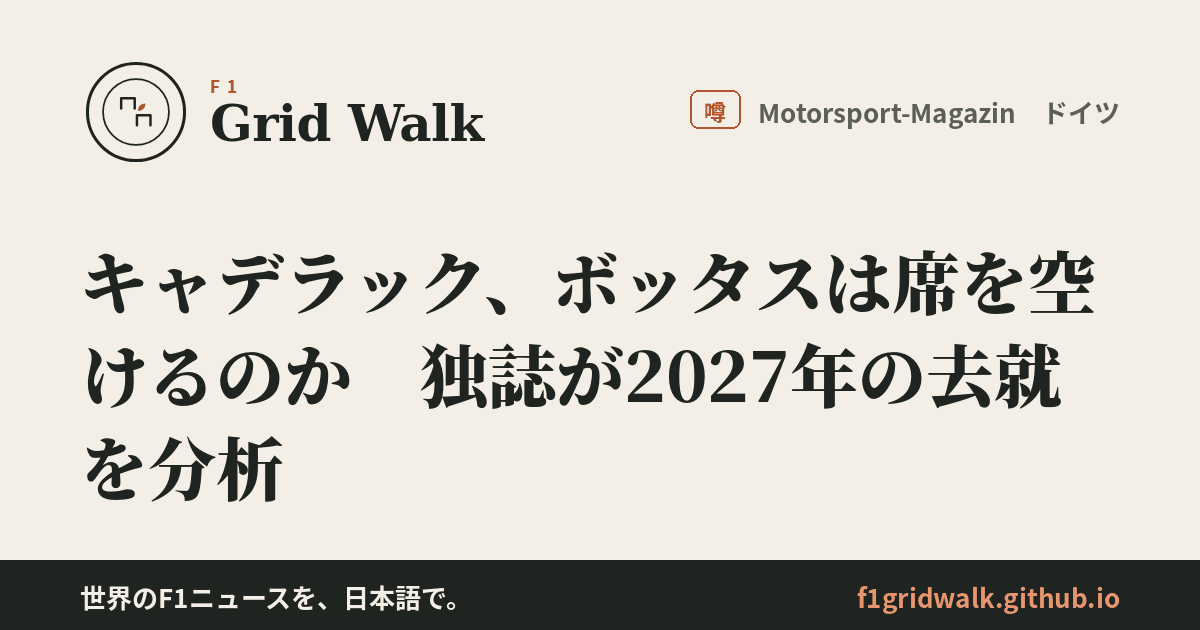 F1
Grid Walk
噂 Motorsport-Magazin　ドイツ
キャデラック、ボッタスは席を空
けるのか　独誌が2027年の去就
を分析
世界のF1ニュースを、日本語で。
f1gridwalk.github.io